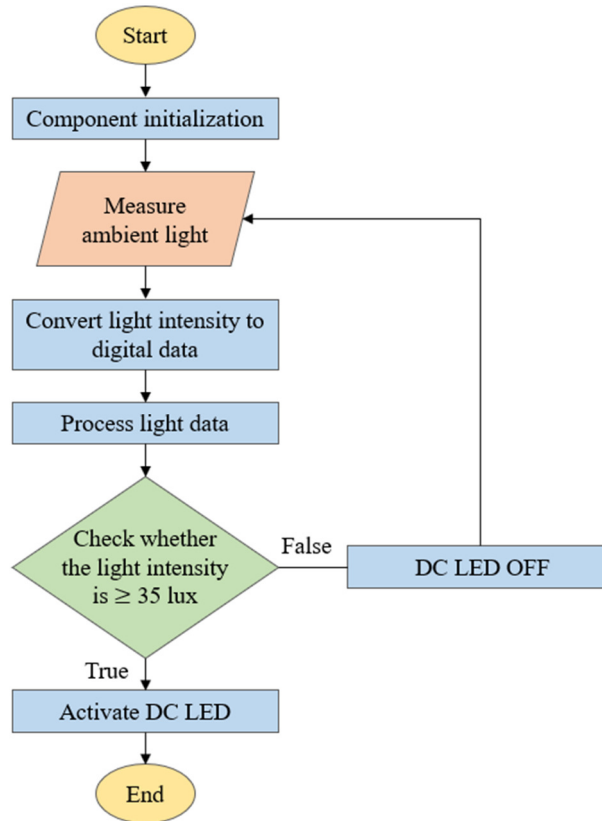 Start
Component initialization
Measure
ambient light
Convert light intensity to
digital data
Process light data
Check whether
the light intensity
is ≥ 35 lux
False
DC LED OFF
True
Activate DC LED
End